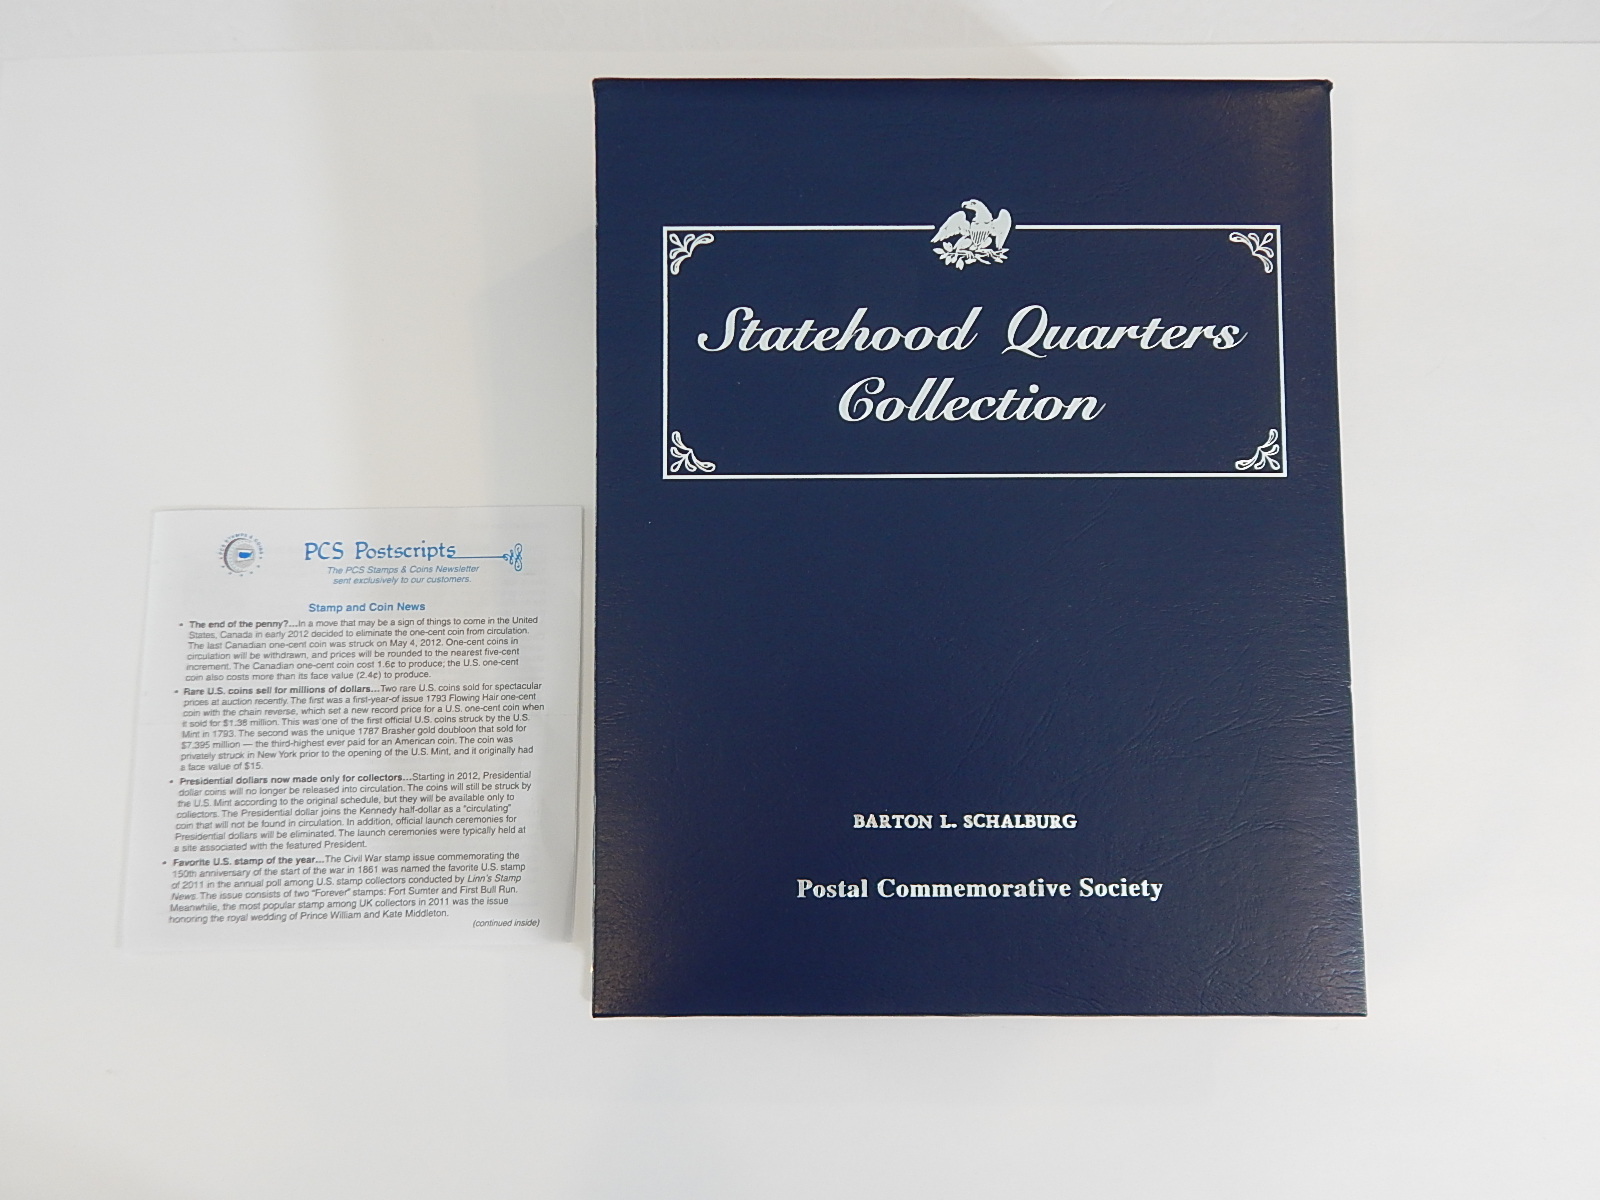 PCS Postscripts
The PCS Stamps & Coins Newsletter
sent exclusively to our customers.
Stamp and Coin News
• The end of the penny?...In a move that may be a sign of things to come in the United
States, Canada in early 2012 decided to eliminate the one-cent coin from circulation.
The last Canadian one-cent coin was struck on May 4, 2012. One-cent coins in
circulation will be withdrawn, and prices will be rounded to the nearest five-cent
increment. The Canadian one-cent coin cost 1.6¢ to produce; the U.S. one-cent
coin also costs more than its face value (2.4¢) to produce.
• Rare U.S. coins sell for millions of dollars...Two rare U.S. coins sold for spectacular
prices at auction recently. The first was a first-year-of issue 1793 Flowing Hair one-cent
coin with the chain reverse, which set a new record price for a U.S. one-cent coin when
it sold for $1.38 million. This was one of the first official U.S. coins struck by the U.S.
Mint in 1793. The second was the unique 1787 Brasher gold doubloon that sold for
$7.395 million — the third-highest ever paid for an American coin. The coin was
privately struck in New York prior to the opening of the U.S. Mint, and it originally had
a face value of $15.
• Presidential dollars now made only for collectors...Starting in 2012, Presidential
dollar coins will no longer be released into circulation. The coins will still be struck by
the U.S. Mint according to the original schedule, but they will be available only to
collectors. The Presidential dollar joins the Kennedy half-dollar as a "circulating"
coin that will not be found in circulation. In addition, official launch ceremonies for
Presidential dollars will be eliminated. The launch ceremonies were typically held at
a site associated with the featured President.
• Favorite U.S. stamp of the year...The Civil War stamp issue commemorating the
150th anniversary of the start of the war in 1861 was named the favorite U.S. stamp
of 2011 in the annual poll among U.S. stamp collectors conducted by Linn's Stamp
News. The issue consists of two "Forever" stamps: Fort Sumter and First Bull Run.
Meanwhile, the most popular stamp among UK collectors in 2011 was the issue
honoring the royal wedding of Prince William and Kate Middleton.
(continued inside)
Statehood Quarters
Collection
BARTON L. SCHALBURG
Postal Commemorative Society